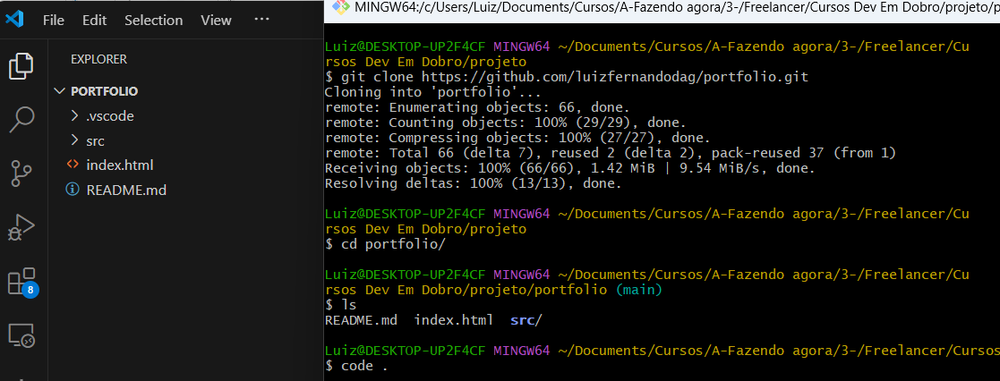 File Edit Selection View ...
EXPLORER
PORTFOLIO
.vscode
src
index.html
README.md
8
MINGW64:/c/Users/Luiz/Documents/Cursos/A-Fazendo agora/3-/Freelancer/Cursos Dev Em Dobro/projeto/p
Luiz@DESKTOP-UP2F4CF MINGW64 ~/Documents/Cursos/A-Fazendo agora/3-/Freelancer/Cu
rsos Dev Em Dobro/projeto
$ git clone https://github.com/luizfernandodag/portfolio.git
Cloning into 'portfolio'...
remote: Enumerating objects: 66, done.
remote: Counting objects: 100% (29/29), done.
remote: Compressing objects: 100% (27/27), done.
remote: Total 66 (delta 7), reused 2 (delta 2), pack-reused 37 (from 1)
Receiving objects: 100% (66/66), 1.42 MiB | 9.54 MiB/s, done.
Resolving deltas: 100% (13/13), done.
Luiz@DESKTOP-UP2F4CF MINGW64 ~/Documents/Cursos/A-Fazendo agora/3-/Freelancer/Cu
rsos Dev Em Dobro/projeto
$ cd portfolio/
Luiz@DESKTOP-UP2F4CF MINGW64 ~/Documents/Cursos/A-Fazendo agora/3-/Freelancer/Cu
rsos Dev Em Dobro/projeto/portfolio (main)
$ ls
README.md  index.html  src/
Luiz@DESKTOP-UP2F4CF MINGW64 ~/Documents/Cursos/A-Fazendo agora/3-/Freelancer/Cursos
$ code .